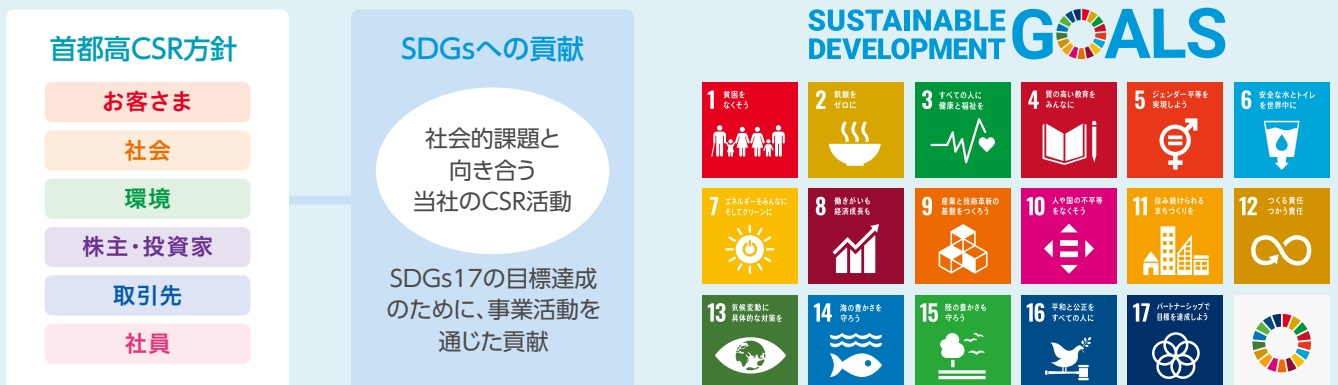 首都高CSR方針
お客さま
社会
環境
株主・投資家
取引先
社員
SDGsへの貢献
社会的課題と
向き合う
当社のCSR活動
SDGs17の目標達成
のために、事業活動を
通じた貢献
SUSTAINABLE
DEVELOPMENT
GOALS
1 貧困を
なくそう
2 飢餓を
ゼロに
3 すべての人に
健康と福祉を
4 質の高い教育を
みんなに
5 ジェンダー平等を
実現しよう
6 安全な水とトイレ
を世界中に
7 エネルギーをみんなに
そしてクリーンに
8 働きがいも
経済成長も
9 産業と技術革新の
基盤をつくろう
10 人や国の不平等
をなくそう
11 住み続けられる
まちづくりを
12 つくる責任
つかう責任
13 気候変動に
具体的な対策を
14 海の豊かさを
守ろう
15 陸の豊かさも
守ろう
16 平和と公正を
すべての人に
17 パートナーシップで
目標を達成しよう